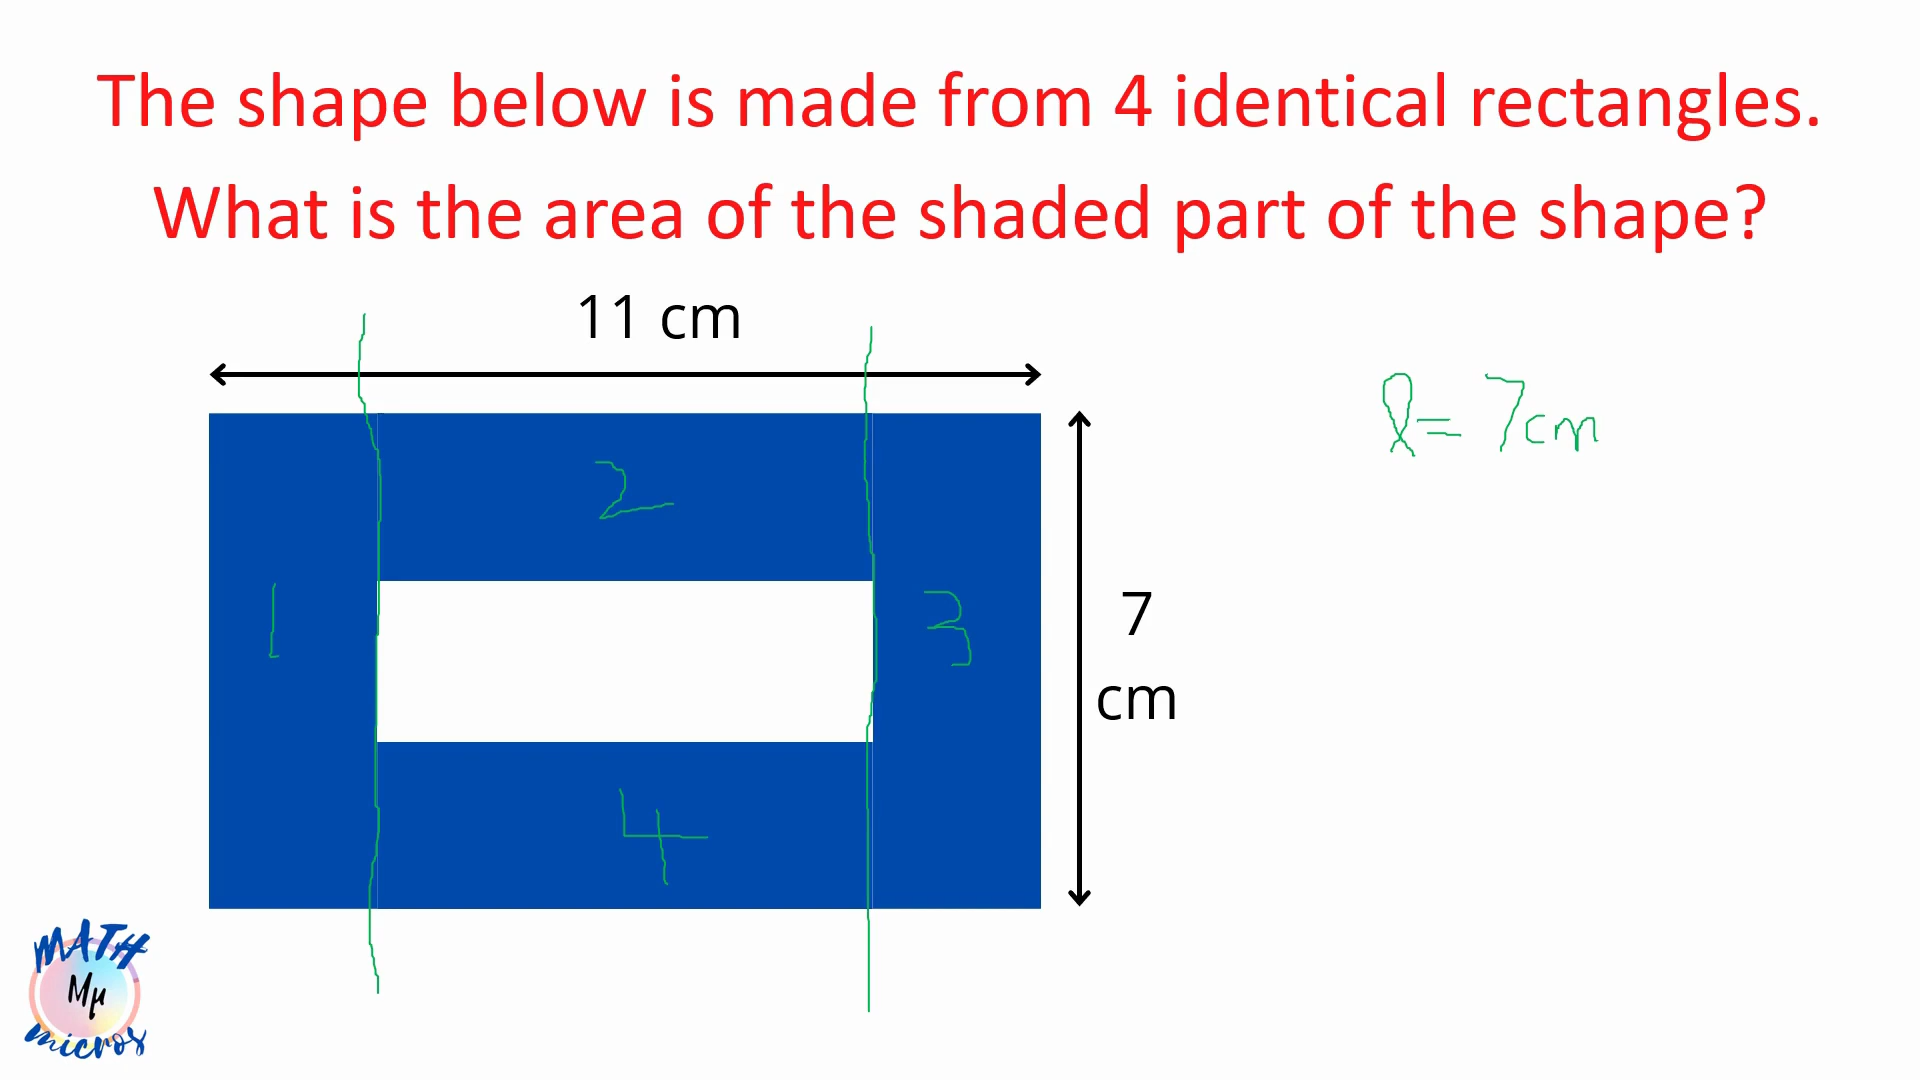 The shape below is made from 4 identical rectangles.
What is the area of the shaded part of the shape?
11 cm
l = 7cm
2
1
3
7
cm
4
MATH
Mμ
micros